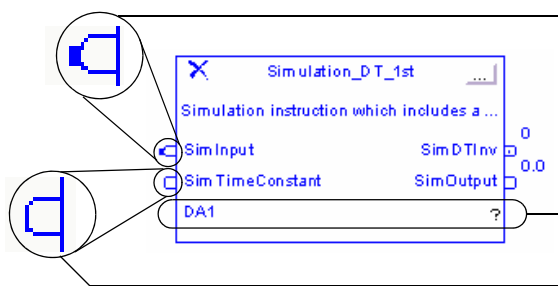 Simulation_DT_1st ...
Simulation instruction which includes a ...
SimInput SimDTInv 0
SimTimeConstant SimOutput 0.0
DA1 ?